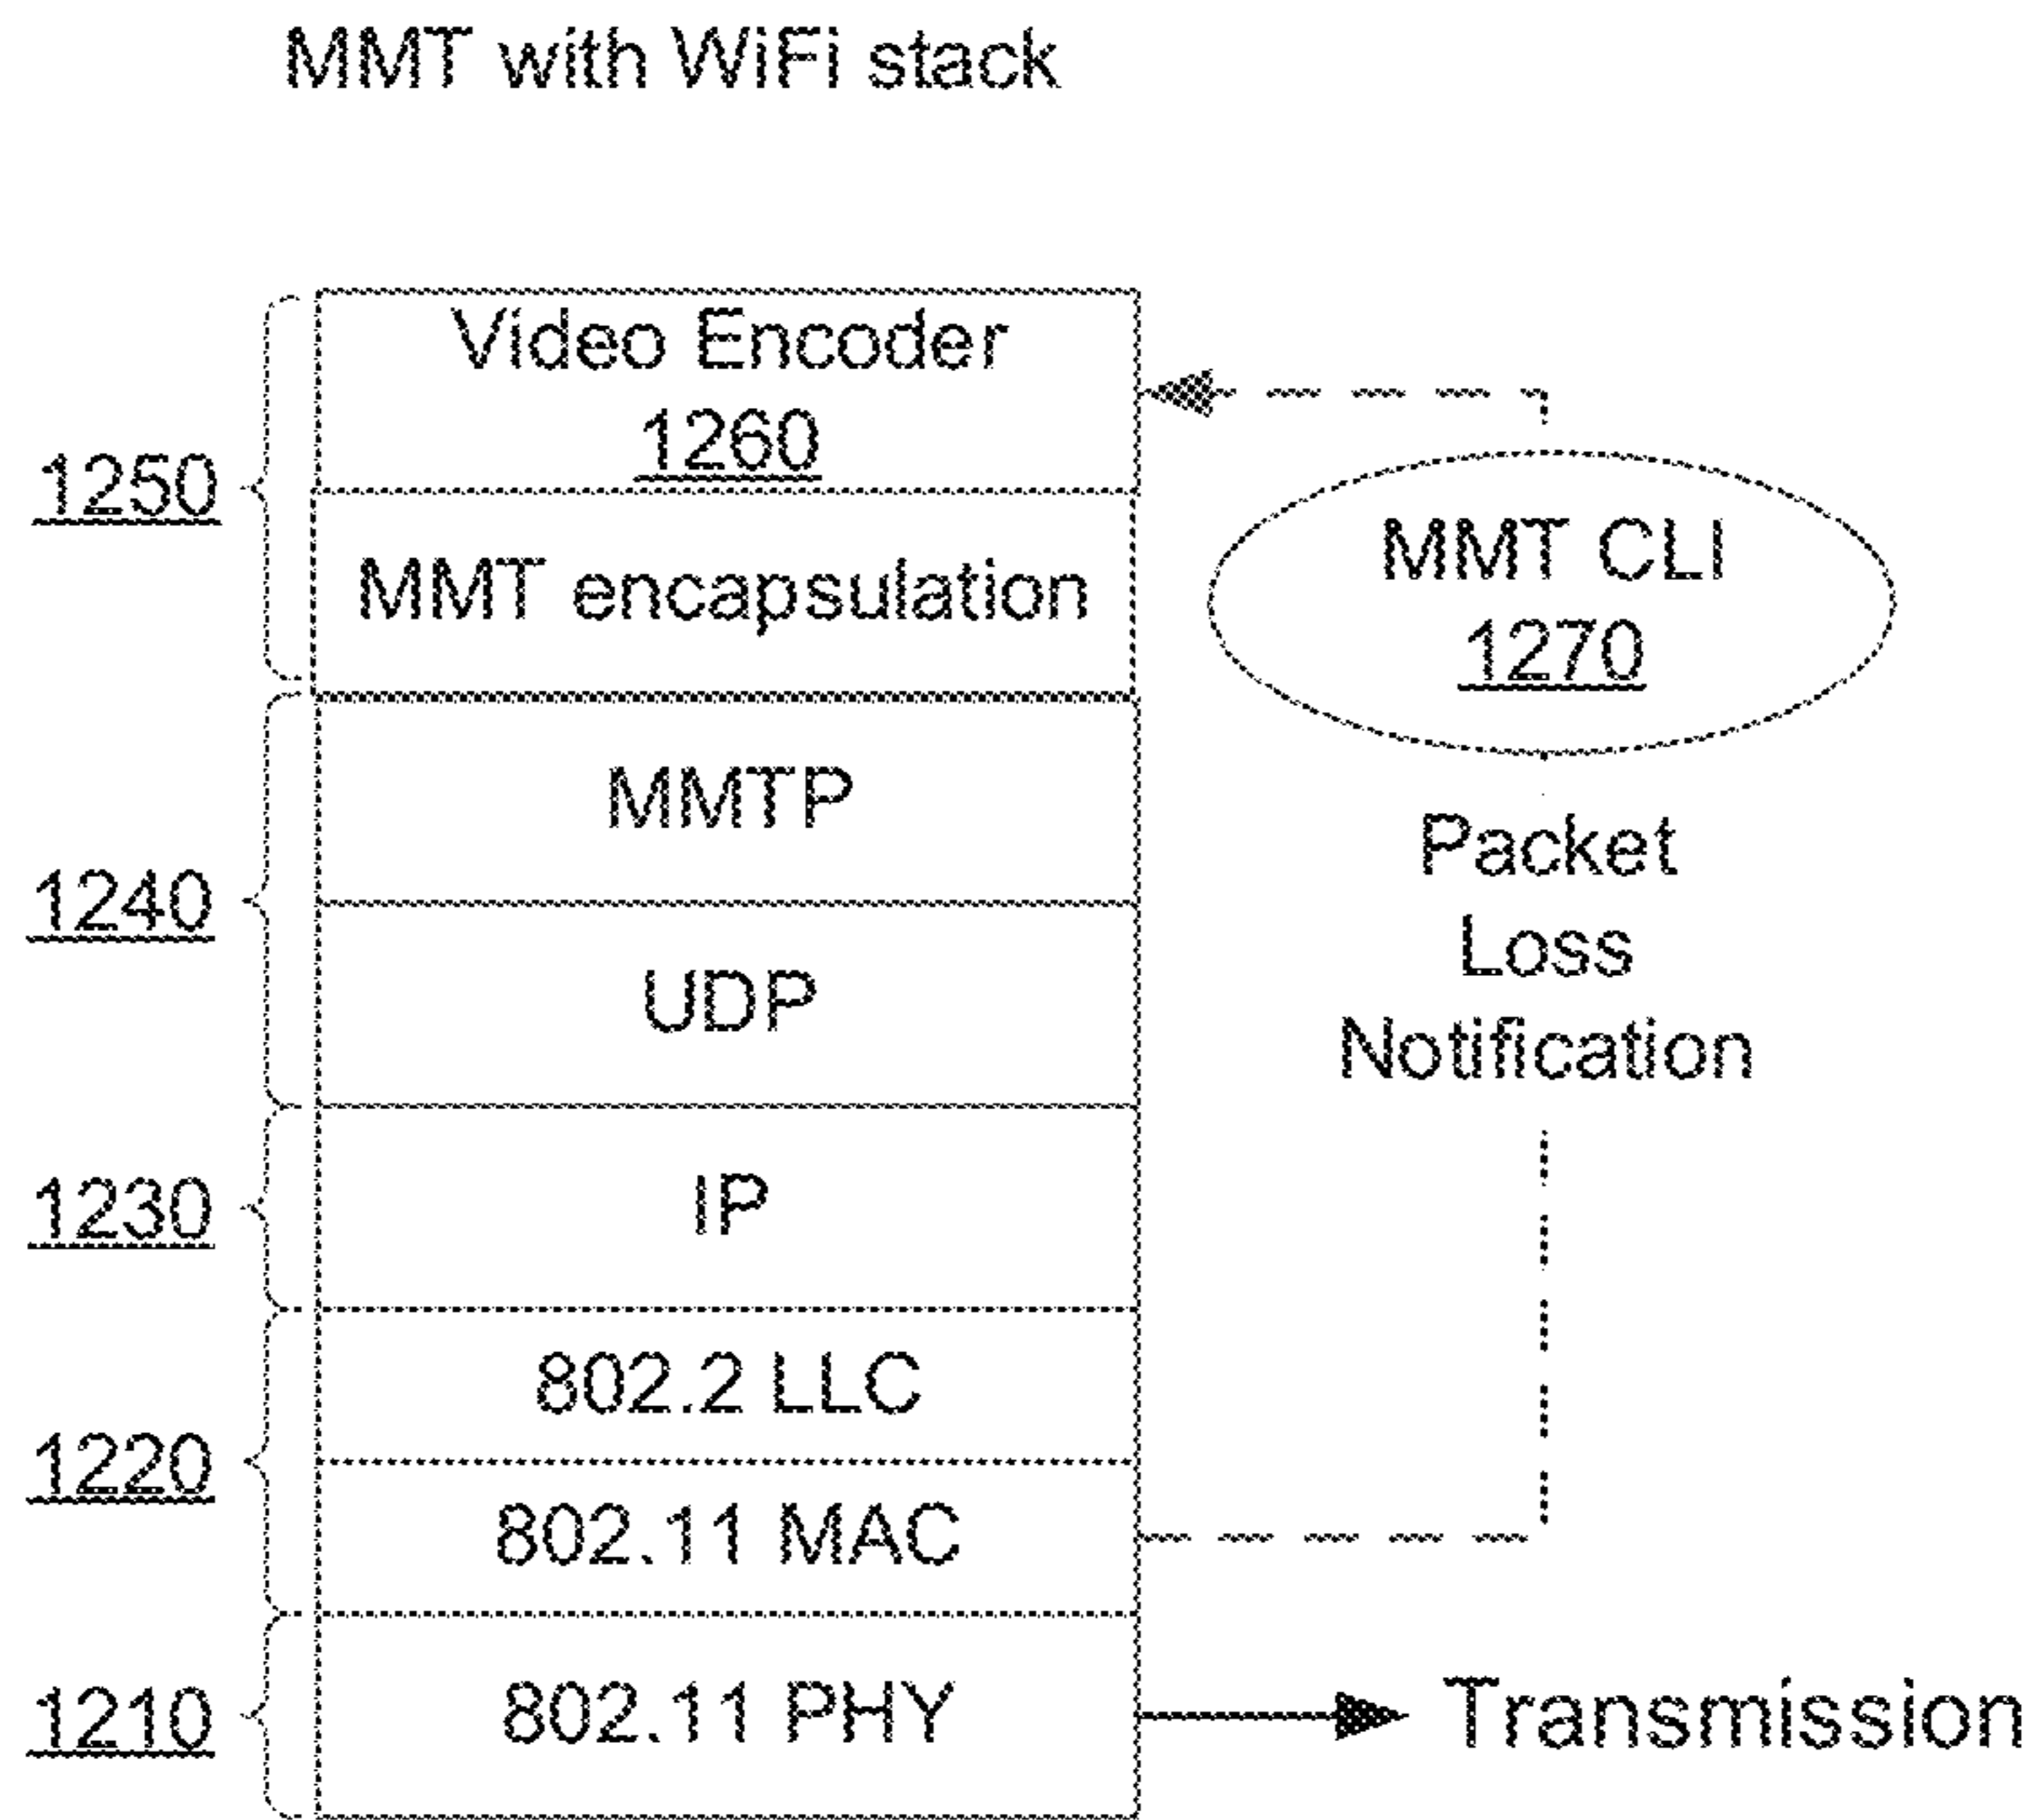 MMT with WiFi stack
Video Encoder
1260
1250
MMT encapsulation
MMT CLI
1270
MMTP
1240
UDP
Packet
Loss
Notification
IP
1230
802.2 LLC
1220
802.11 MAC
802.11 PHY
1210
Transmission